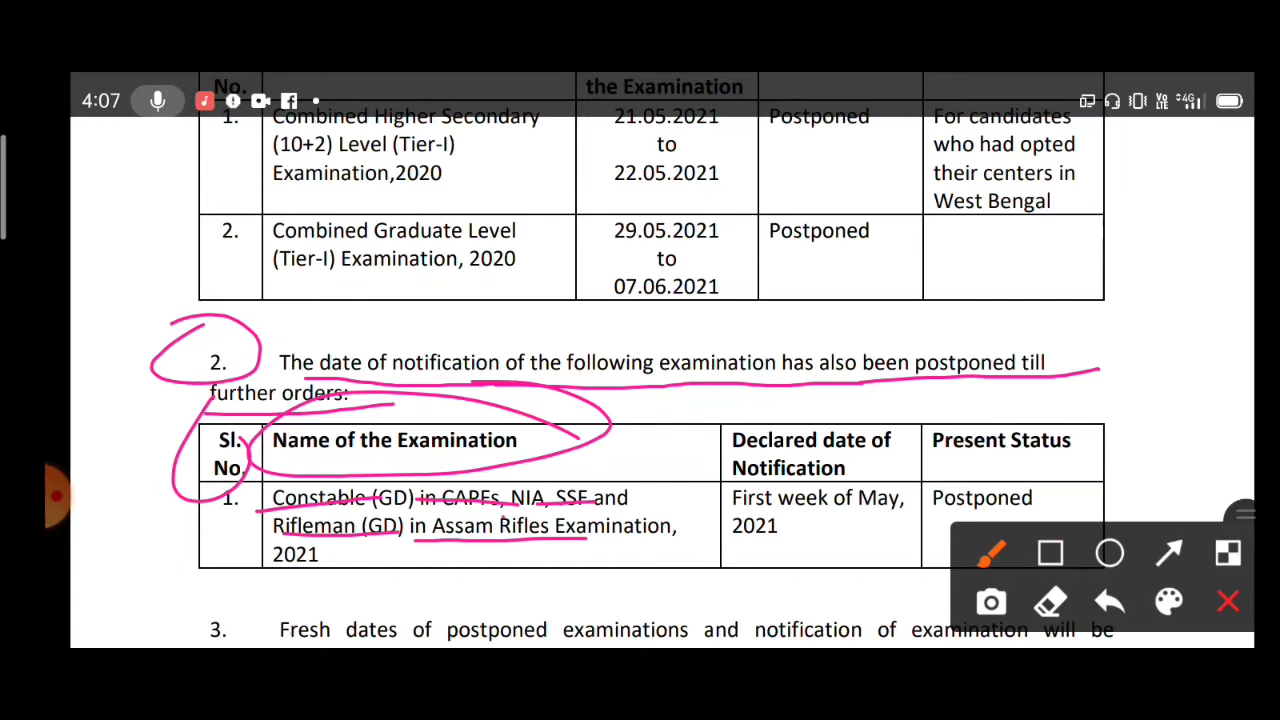 No.
the Examination
4:07
VO LTE 4G
1. Combined Higher Secondary 21.05.2021 Postponed For candidates
(10+2) Level (Tier-I) to who had opted
Examination,2020 22.05.2021 their centers in
West Bengal
2. Combined Graduate Level 29.05.2021 Postponed
(Tier-I) Examination, 2020 to
07.06.2021
2. The date of notification of the following examination has also been postponed till
further orders:
Sl. Name of the Examination Declared date of Present Status
No. Notification
1. Constable (GD) in CAPFs, NIA, SSF and First week of May, Postponed
Rifleman (GD) in Assam Rifles Examination, 2021
2021
3. Fresh dates of postponed examinations and notification of examination will be